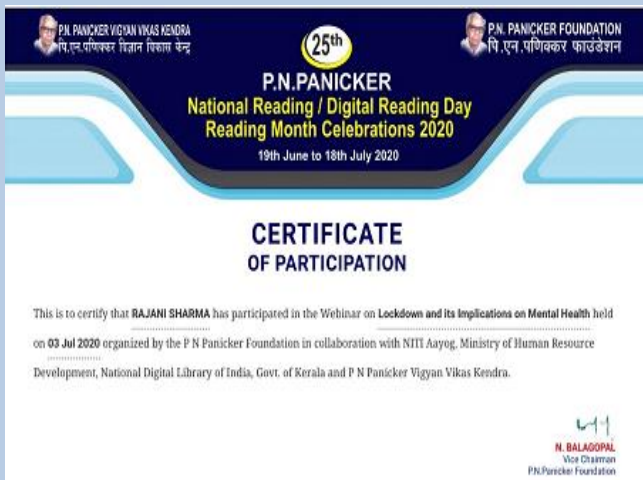 P.N. PANICKER VIGYAN VIKAS KENDRA
पि.एन.पणिक्कर विज्ञान विकास केन्द्र
P.N. PANICKER FOUNDATION
पि.एन.पणिक्कर फाउंडेशन
25th
P.N.PANICKER
National Reading / Digital Reading Day
Reading Month Celebrations 2020
19th June to 18th July 2020
CERTIFICATE
OF PARTICIPATION
This is to certify that RAJANI SHARMA has participated in the Webinar on Lockdown and its Implications on Mental Health held
on 03 Jul 2020 organized by the P N Panicker Foundation in collaboration with NITI Aayog, Ministry of Human Resource
Development, National Digital Library of India, Govt. of Kerala and P N Panicker Vigyan Vikas Kendra.
N. BALAGOPAL
Vice Chairman
P.N.Panicker Foundation